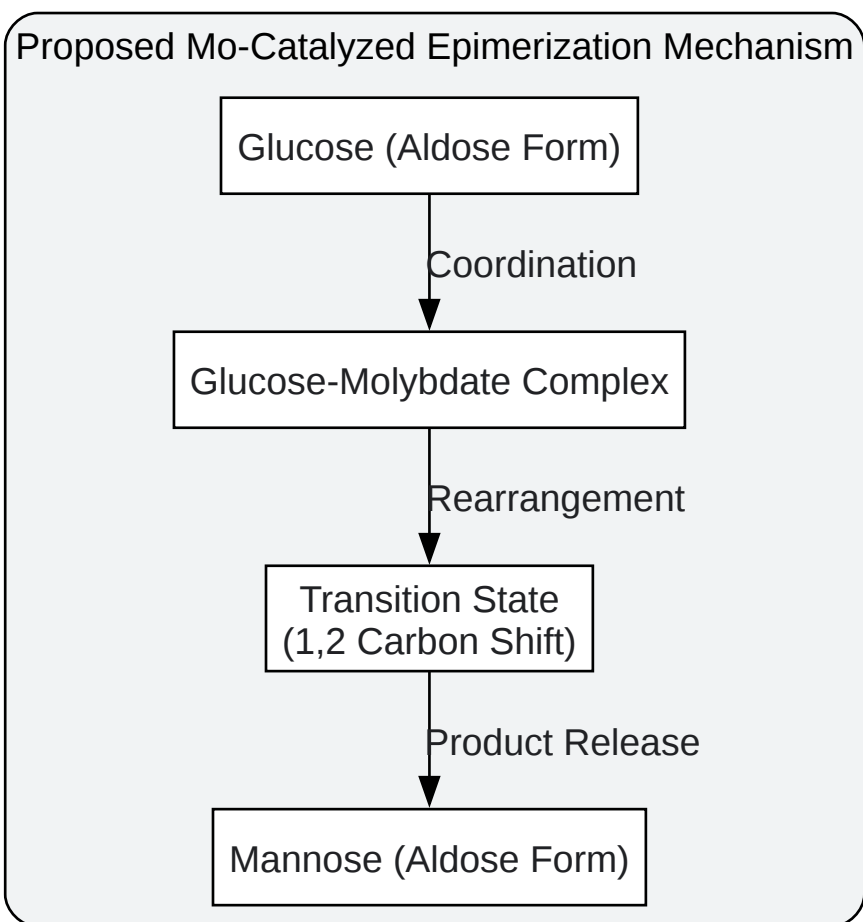 Proposed Mo-Catalyzed Epimerization Mechanism
Glucose (Aldose Form)
Coordination
Glucose-Molybdate Complex
Rearrangement
Transition State
(1,2 Carbon Shift)
Product Release
Mannose (Aldose Form)